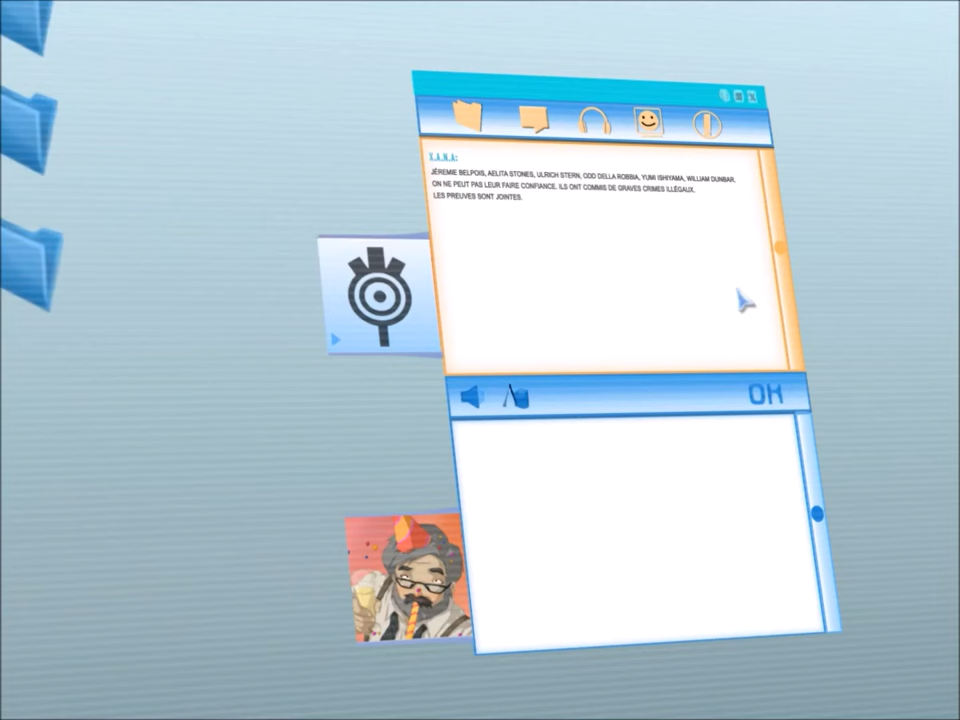 X.A.N.A:
JÉREMIE BELPOIS, AELITA STONES, ULRICH STERN, ODD DELLA ROBBIA, YUMI ISHIYAMA, WILLIAM DUNBAR.
ON NE PEUT PAS LEUR FAIRE CONFIANCE. ILS ONT COMMIS DE GRAVES CRIMES ILLÉGAUX.
LES PREUVES SONT JOINTES.
OK